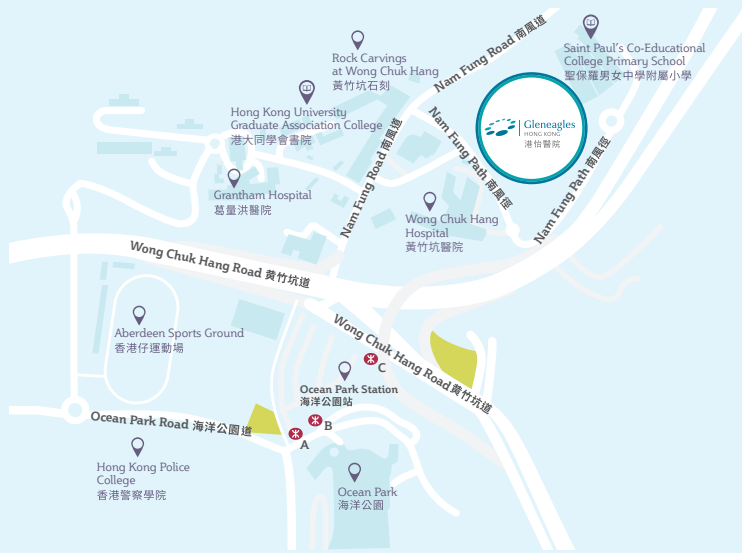 Nam Fung Road 南風道
Rock Carvings
at Wong Chuk Hang
黃竹坑石刻
Saint Paul's Co-Educational
College Primary School
聖保羅男女中學附屬小學
Hong Kong University
Graduate Association College
港大同學會書院
Gleneagles
HONG KONG
港怡醫院
Nam Fung Road 南風道
Nam Fung Path 南風徑
Nam Fung Path 南風徑
Grantham Hospital
葛量洪醫院
Wong Chuk Hang
Hospital
黃竹坑醫院
Wong Chuk Hang Road 黄竹坑道
Aberdeen Sports Ground
香港仔運動場
Wong Chuk Hang Road 黄竹坑道
C
Ocean Park Station
海洋公園站
Ocean Park Road 海洋公園道
B
A
Hong Kong Police
College
香港警察學院
Ocean Park
海洋公園